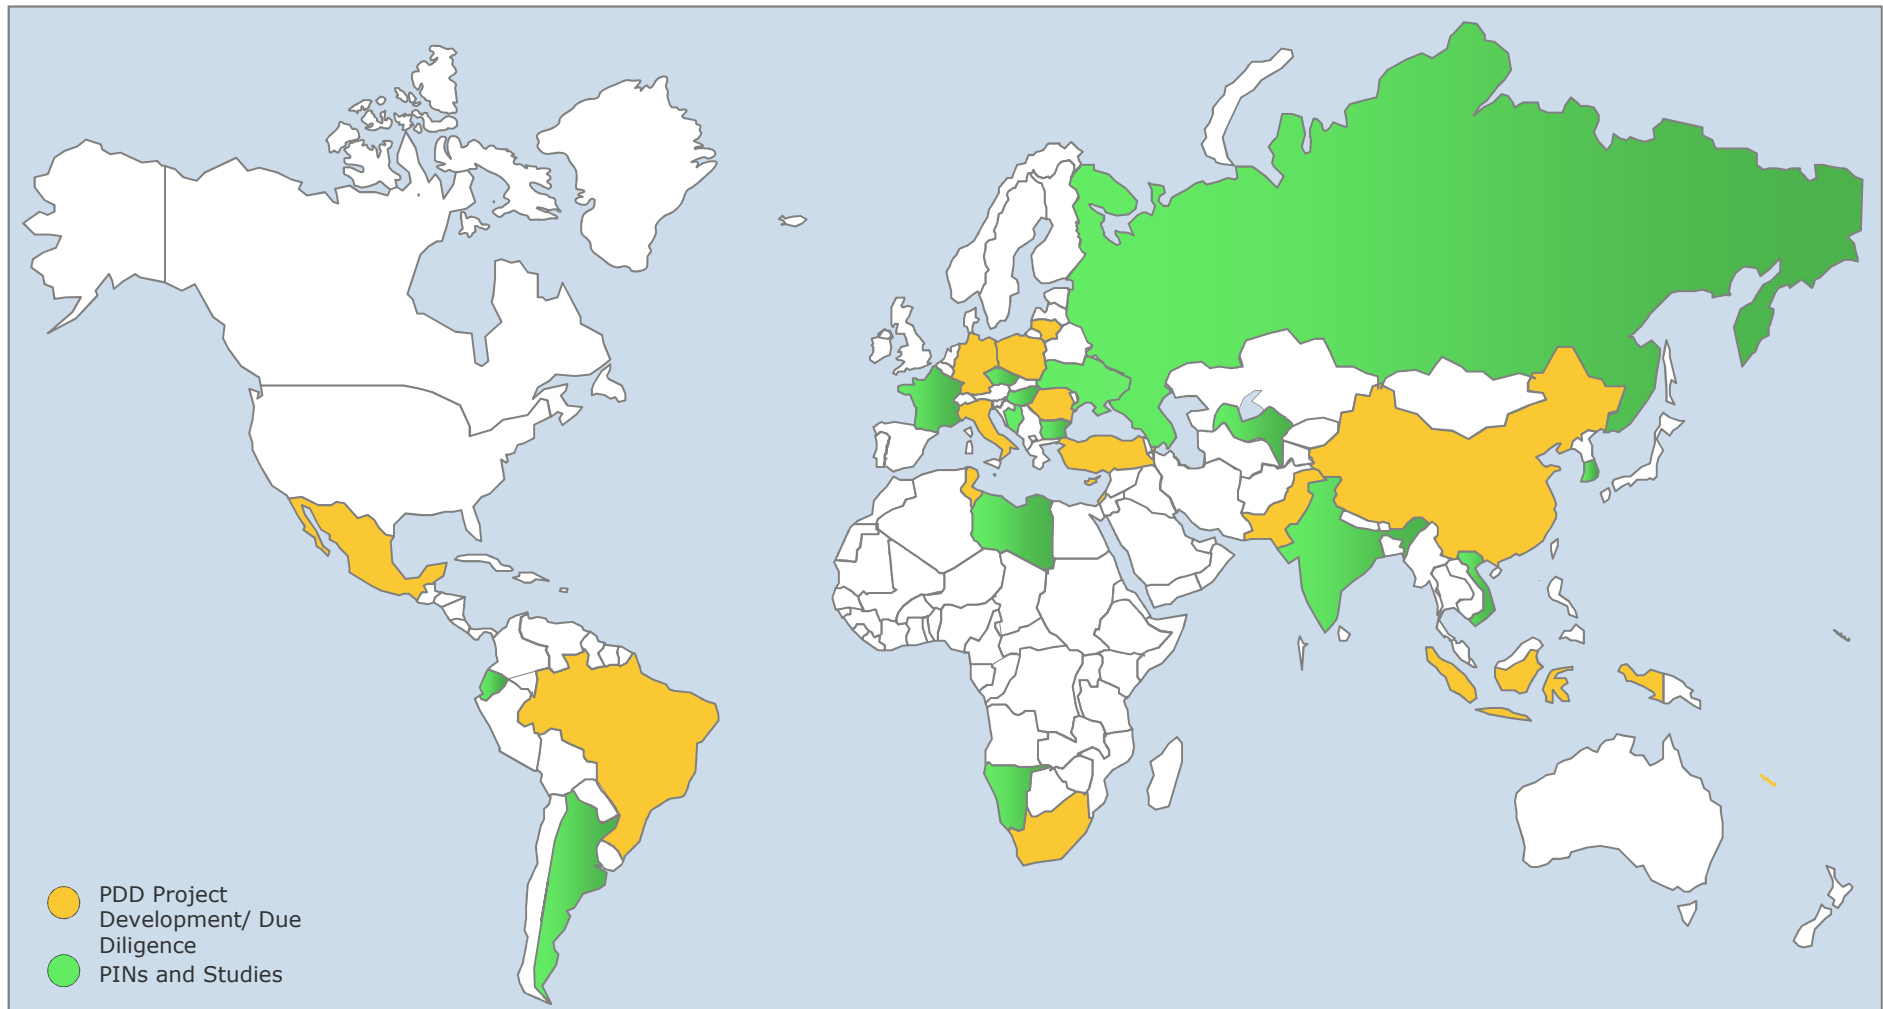 PDD Project
Development/ Due
Diligence
PINs and Studies